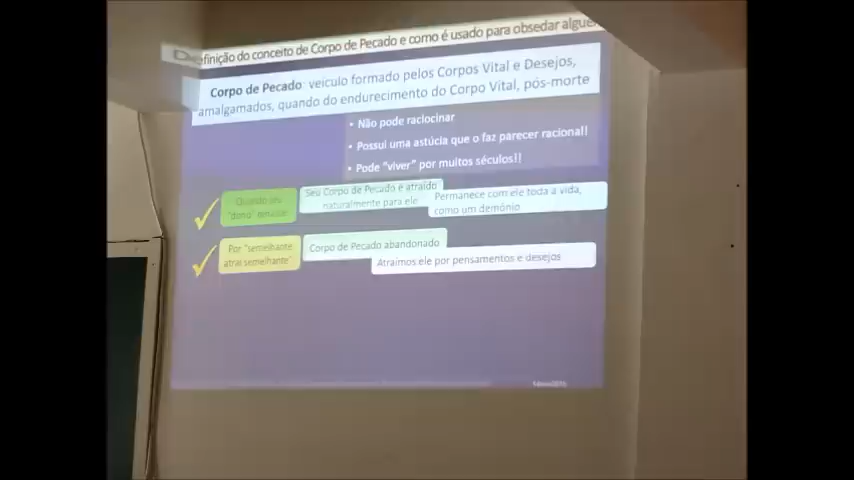 Definição do conceito de Corpo de Pecado e como é usado para obsedar alguém
Corpo de Pecado: veículo formado pelos Corpos Vital e Desejos,
amalgamados, quando do endurecimento do Corpo Vital, pós-morte
• Não pode raciocinar
• Possui uma astúcia que o faz parecer racional!!
• Pode "viver" por muitos séculos!!
Quando seu
"dono" renasce
Seu Corpo de Pecado é atraído
naturalmente para ele
Permanece com ele toda a vida,
como um demônio
Por "semelhante
atrai semelhante"
Corpo de Pecado abandonado
Atraímos ele por pensamentos e desejos